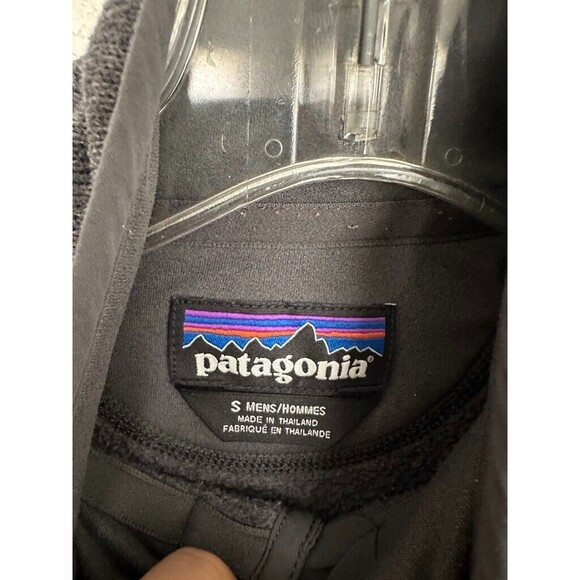 patagonia®
S MENS/HOMMES
MADE IN THAILAND
FABRIQUÉ EN THAILANDE